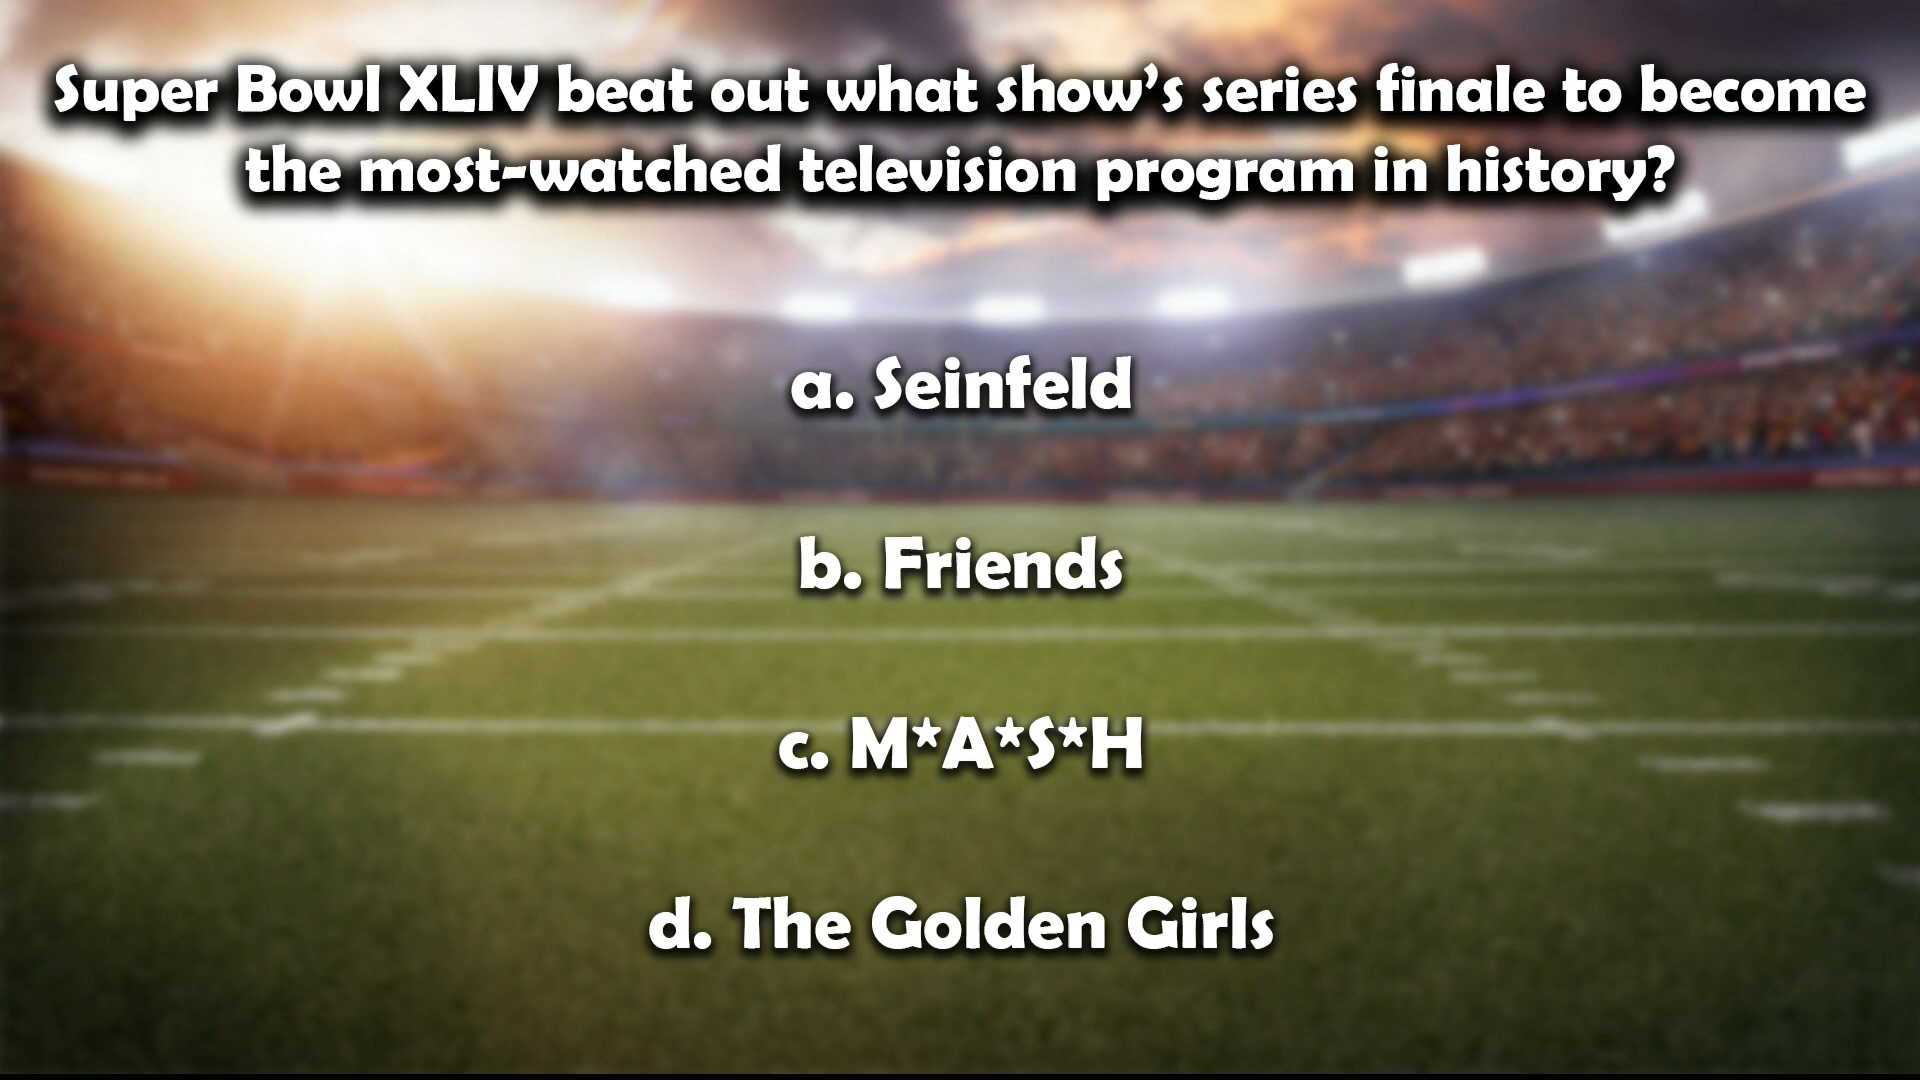 Super Bowl XLIV beat out what show’s series finale to become
the most-watched television program in history?
a. Seinfeld
b. Friends
c. M*A*S*H
d. The Golden Girls